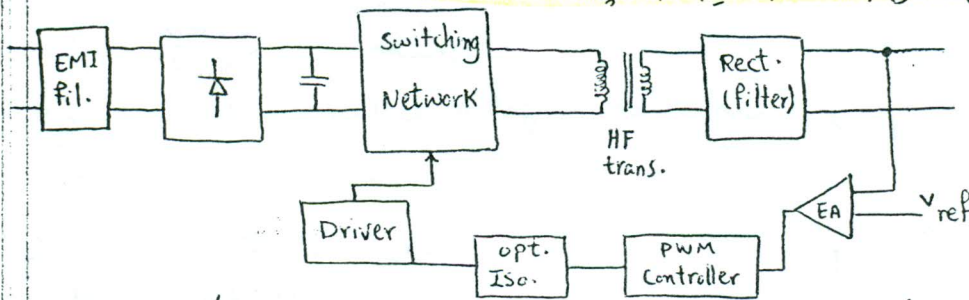 EMI
fil.
Switching
Network
HF
trans.
Rect.
(filter)
Driver
opt.
Iso.
PWM
Controller
EA
V ref